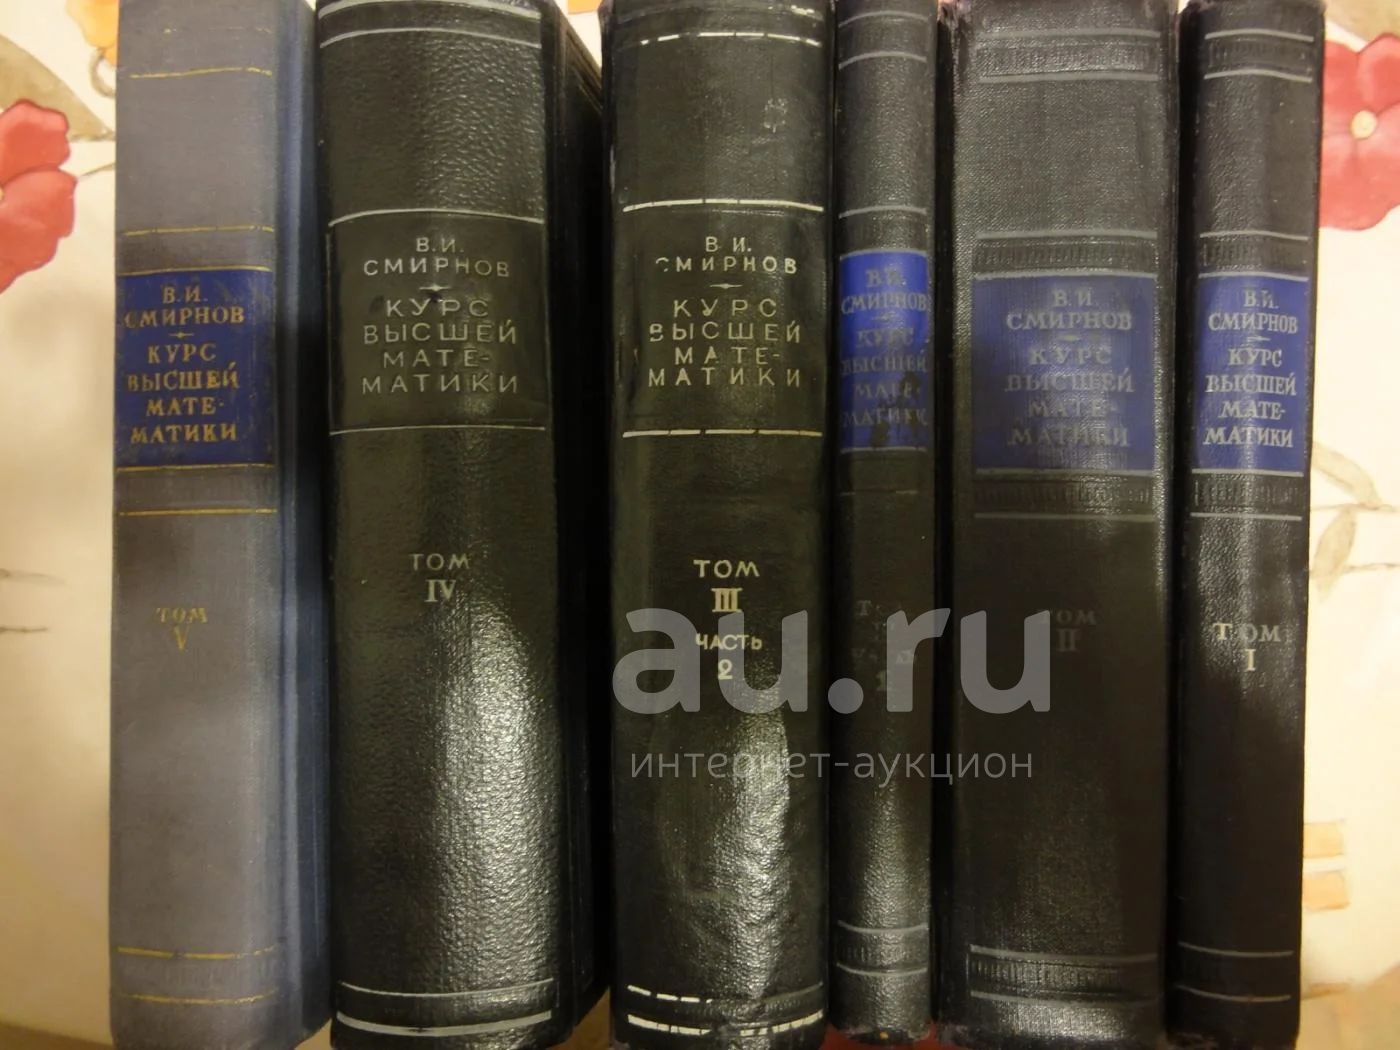 В.И.
СМИРНОВ
КУРС
ВЫСШЕЙ
МАТЕ-
МАТИКИ
ТОМ
V
В.И.
СМИРНОВ
КУРС
ВЫСШЕЙ
МАТЕ-
МАТИКИ
ТОМ
IV
В.И.
СМИРНОВ
КУРС
ВЫСШЕЙ
МАТЕ-
МАТИКИ
ТОМ
III
ЧАСТЬ
2
В.И.
СМИРНОВ
КУРС
ВЫСШЕЙ
МАТЕ-
МАТИКИ
В.И.
СМИРНОВ
КУРС
ВЫСШЕЙ
МАТЕ-
МАТИКИ
ТОМ
II
В.И.
СМИРНОВ
КУРС
ВЫСШЕЙ
МАТЕ-
МАТИКИ
ТОМ
I
au.ru
интернет-аукцион